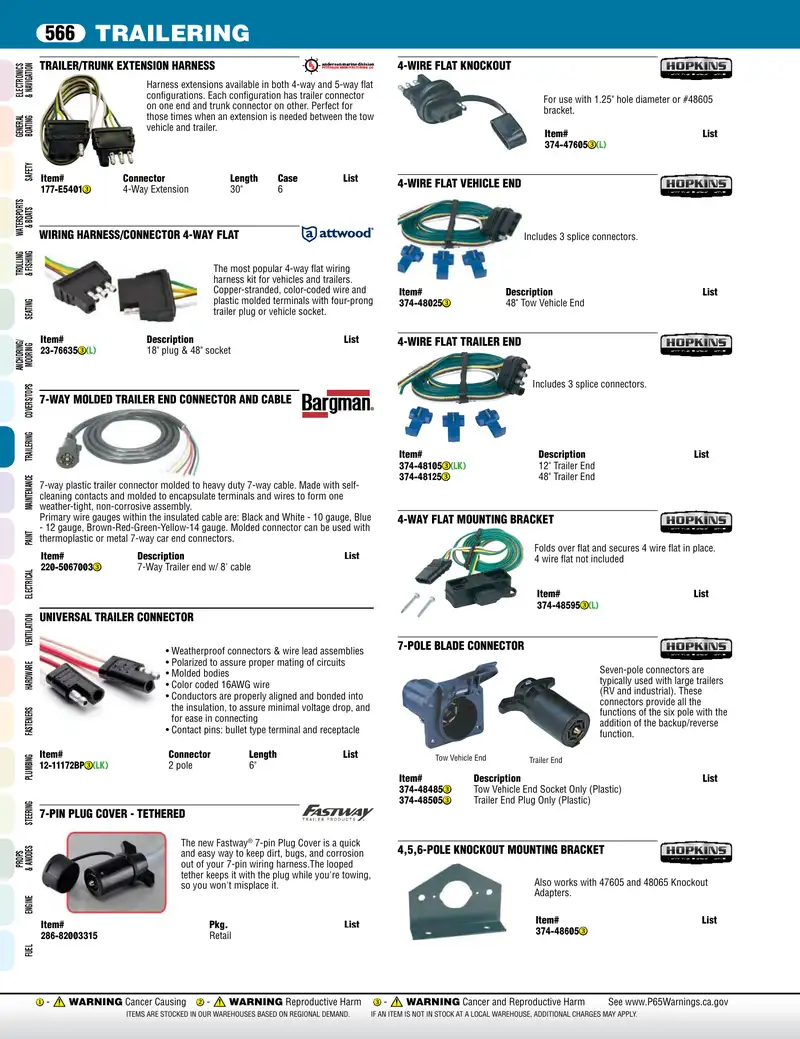 566 TRAILERING
ELECTRONICS
& NAVIGATION
GENERAL
BOATING
SAFETY
WATERSPORTS
& BOATS
TROLLING
& FISHING
SEATING
ANCHORING/
MOORING
COVERS/TOPS
TRAILERING
MAINTENANCE
PAINT
ELECTRICAL
VENTILATION
HARDWARE
FASTENERS
PLUMBING
STEERING
PROPS
& ANODES
ENGINE
FUEL
TRAILER/TRUNK EXTENSION HARNESS
anderson marine division
Harness extensions available in both 4-way and 5-way flat
configurations. Each configuration has trailer connector
on one end and trunk connector on other. Perfect for
those times when an extension is needed between the tow
vehicle and trailer.
Item# Connector Length Case List
177-E5401③ 4-Way Extension 30" 6
WIRING HARNESS/CONNECTOR 4-WAY FLAT
attwood®
The most popular 4-way flat wiring
harness kit for vehicles and trailers.
Copper-stranded, color-coded wire and
plastic molded terminals with four-prong
trailer plug or vehicle socket.
Item# Description List
23-76635③(L) 18" plug & 48" socket
7-WAY MOLDED TRAILER END CONNECTOR AND CABLE
Bargman®
7-way plastic trailer connector molded to heavy duty 7-way cable. Made with self-
cleaning contacts and molded to encapsulate terminals and wires to form one
weather-tight, non-corrosive assembly.
Primary wire gauges within the insulated cable are: Black and White - 10 gauge, Blue
- 12 gauge, Brown-Red-Green-Yellow-14 gauge. Molded connector can be used with
thermoplastic or metal 7-way car end connectors.
Item# Description List
220-5067003③ 7-Way Trailer end w/ 8' cable
UNIVERSAL TRAILER CONNECTOR
• Weatherproof connectors & wire lead assemblies
• Polarized to assure proper mating of circuits
• Molded bodies
• Color coded 16AWG wire
• Conductors are properly aligned and bonded into
the insulation, to assure minimal voltage drop, and
for ease in connecting
• Contact pins: bullet type terminal and receptacle
Item# Connector Length List
12-11172BP③(LK) 2 pole 6"
7-PIN PLUG COVER - TETHERED
FASTWAY
TRAILER PRODUCTS
The new Fastway® 7-pin Plug Cover is a quick
and easy way to keep dirt, bugs, and corrosion
out of your 7-pin wiring harness.The looped
tether keeps it with the plug while you're towing,
so you won't misplace it.
Item# Pkg. List
286-82003315 Retail
4-WIRE FLAT KNOCKOUT
HOPKINS
For use with 1.25" hole diameter or #48605
bracket.
Item# List
374-47605③(L)
4-WIRE FLAT VEHICLE END
HOPKINS
Includes 3 splice connectors.
Item# Description List
374-48025③ 48" Tow Vehicle End
4-WIRE FLAT TRAILER END
HOPKINS
Includes 3 splice connectors.
Item# Description List
374-48105③(LK) 12" Trailer End
374-48125③ 48" Trailer End
4-WAY FLAT MOUNTING BRACKET
HOPKINS
Folds over flat and secures 4 wire flat in place.
4 wire flat not included
Item# List
374-48595③(L)
7-POLE BLADE CONNECTOR
HOPKINS
Seven-pole connectors are
typically used with large trailers
(RV and industrial). These
connectors provide all the
functions of the six pole with the
addition of the backup/reverse
function.
Tow Vehicle End Trailer End
Item# Description List
374-48485③ Tow Vehicle End Socket Only (Plastic)
374-48505③ Trailer End Plug Only (Plastic)
4,5,6-POLE KNOCKOUT MOUNTING BRACKET
HOPKINS
Also works with 47605 and 48065 Knockout
Adapters.
Item# List
374-48605③
① - ⚠ WARNING Cancer Causing ② - ⚠ WARNING Reproductive Harm ③ - ⚠ WARNING Cancer and Reproductive Harm See www.P65Warnings.ca.gov
ITEMS ARE STOCKED IN OUR WAREHOUSES BASED ON REGIONAL DEMAND. IF AN ITEM IS NOT IN STOCK AT A LOCAL WAREHOUSE, ADDITIONAL CHARGES MAY APPLY.